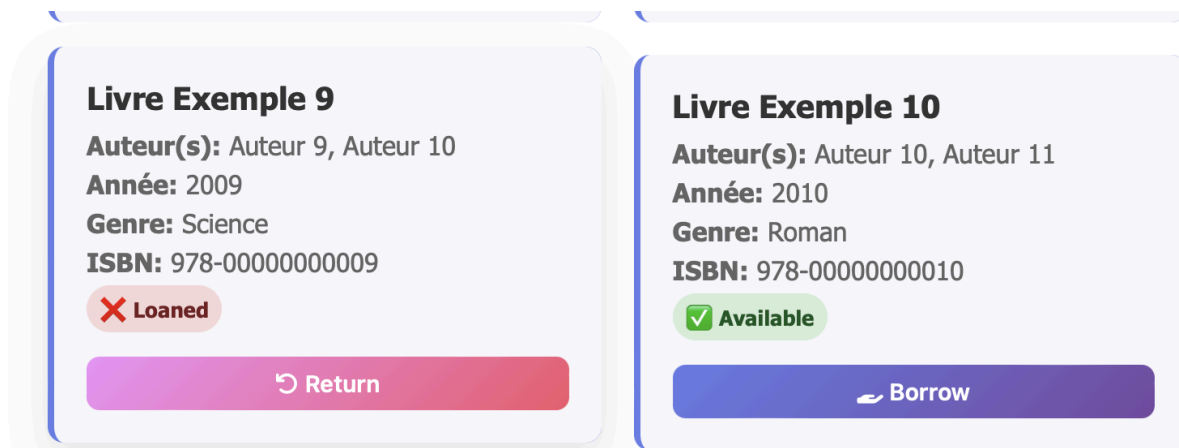 Livre Exemple 9
Auteur(s): Auteur 9, Auteur 10
Année: 2009
Genre: Science
ISBN: 978-00000000009
❌ Loaned
Return
Livre Exemple 10
Auteur(s): Auteur 10, Auteur 11
Année: 2010
Genre: Roman
ISBN: 978-00000000010
✅ Available
Borrow